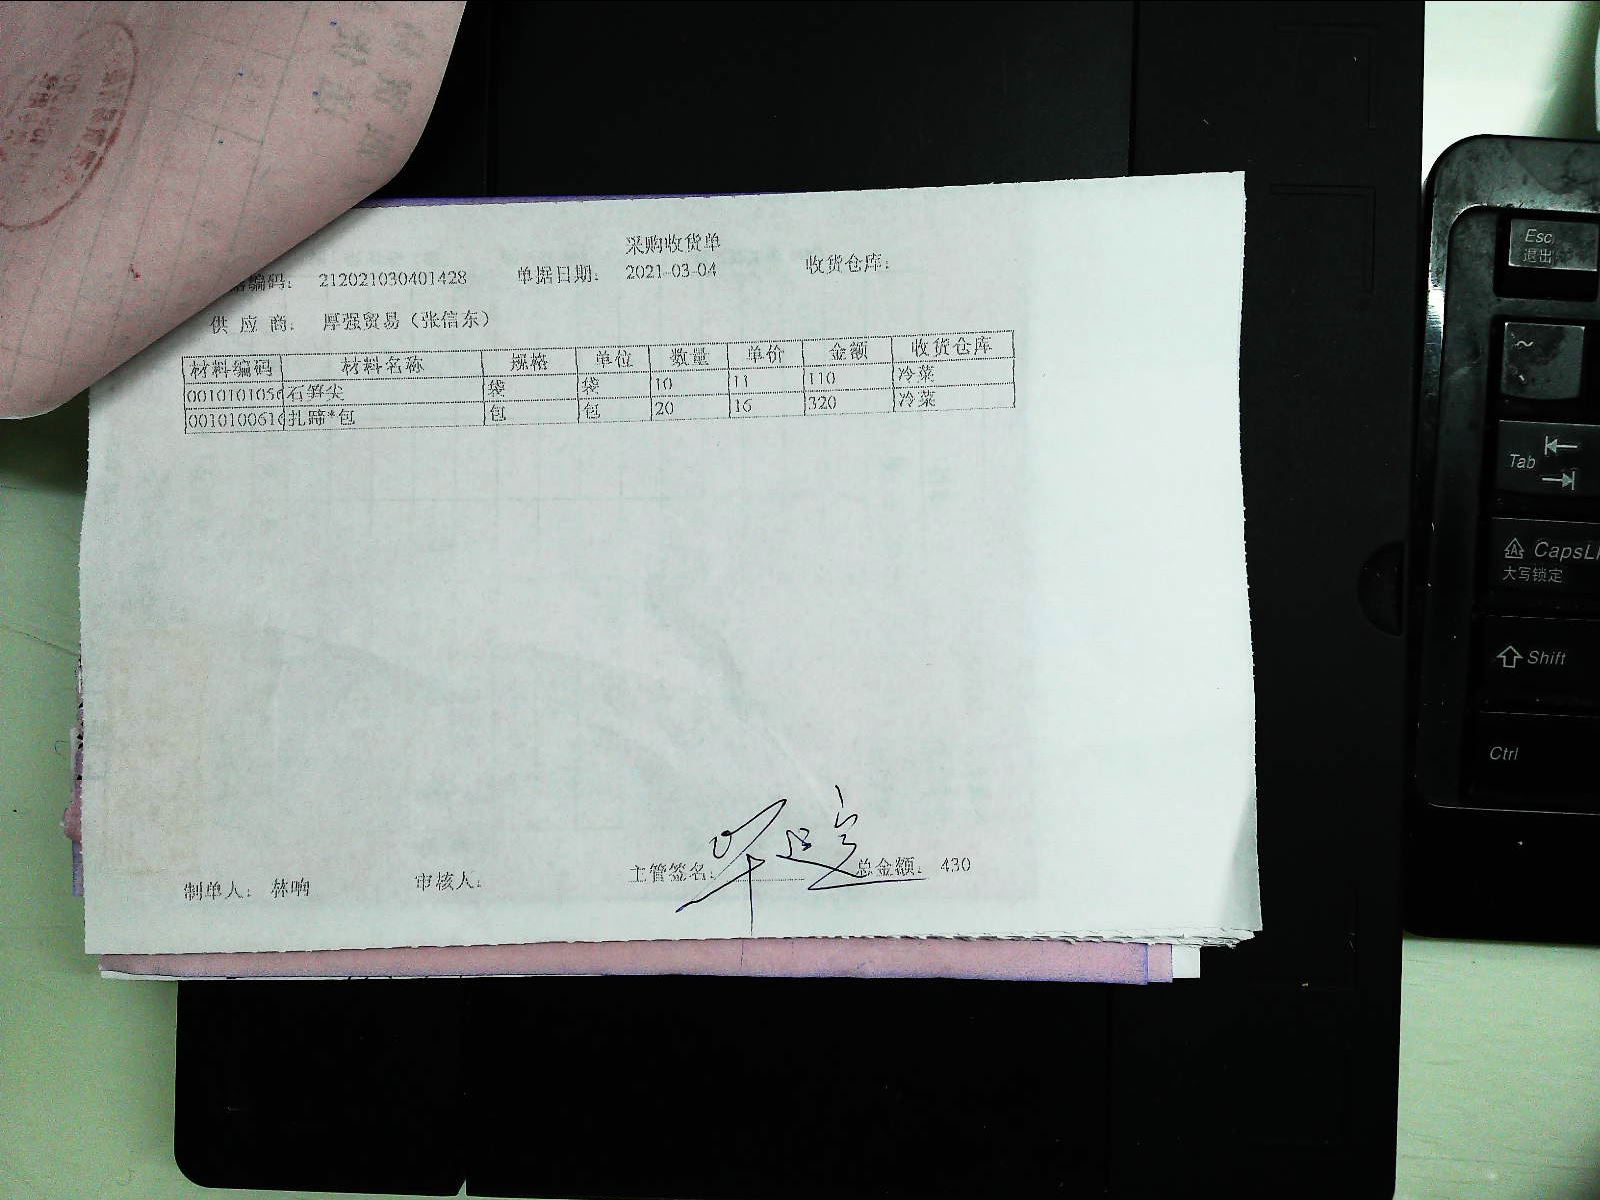 采购收货单
编码： 212021030401428 单据日期： 2021-03-04 收货仓库：
供 应 商： 厚强贸易（张信东）
材料编码 材料名称 规格 单位 数量 单价 金额 收货仓库
0010101056 石笋尖 袋 袋 10 11 110 冷菜
0010100616 扎蹄*包 包 包 20 16 320 冷菜
制单人： 林响 审核人： 主管签名： 总金额： 430
Esc
退出
~
Tab
CapsL
大写锁定
Shift
Ctrl